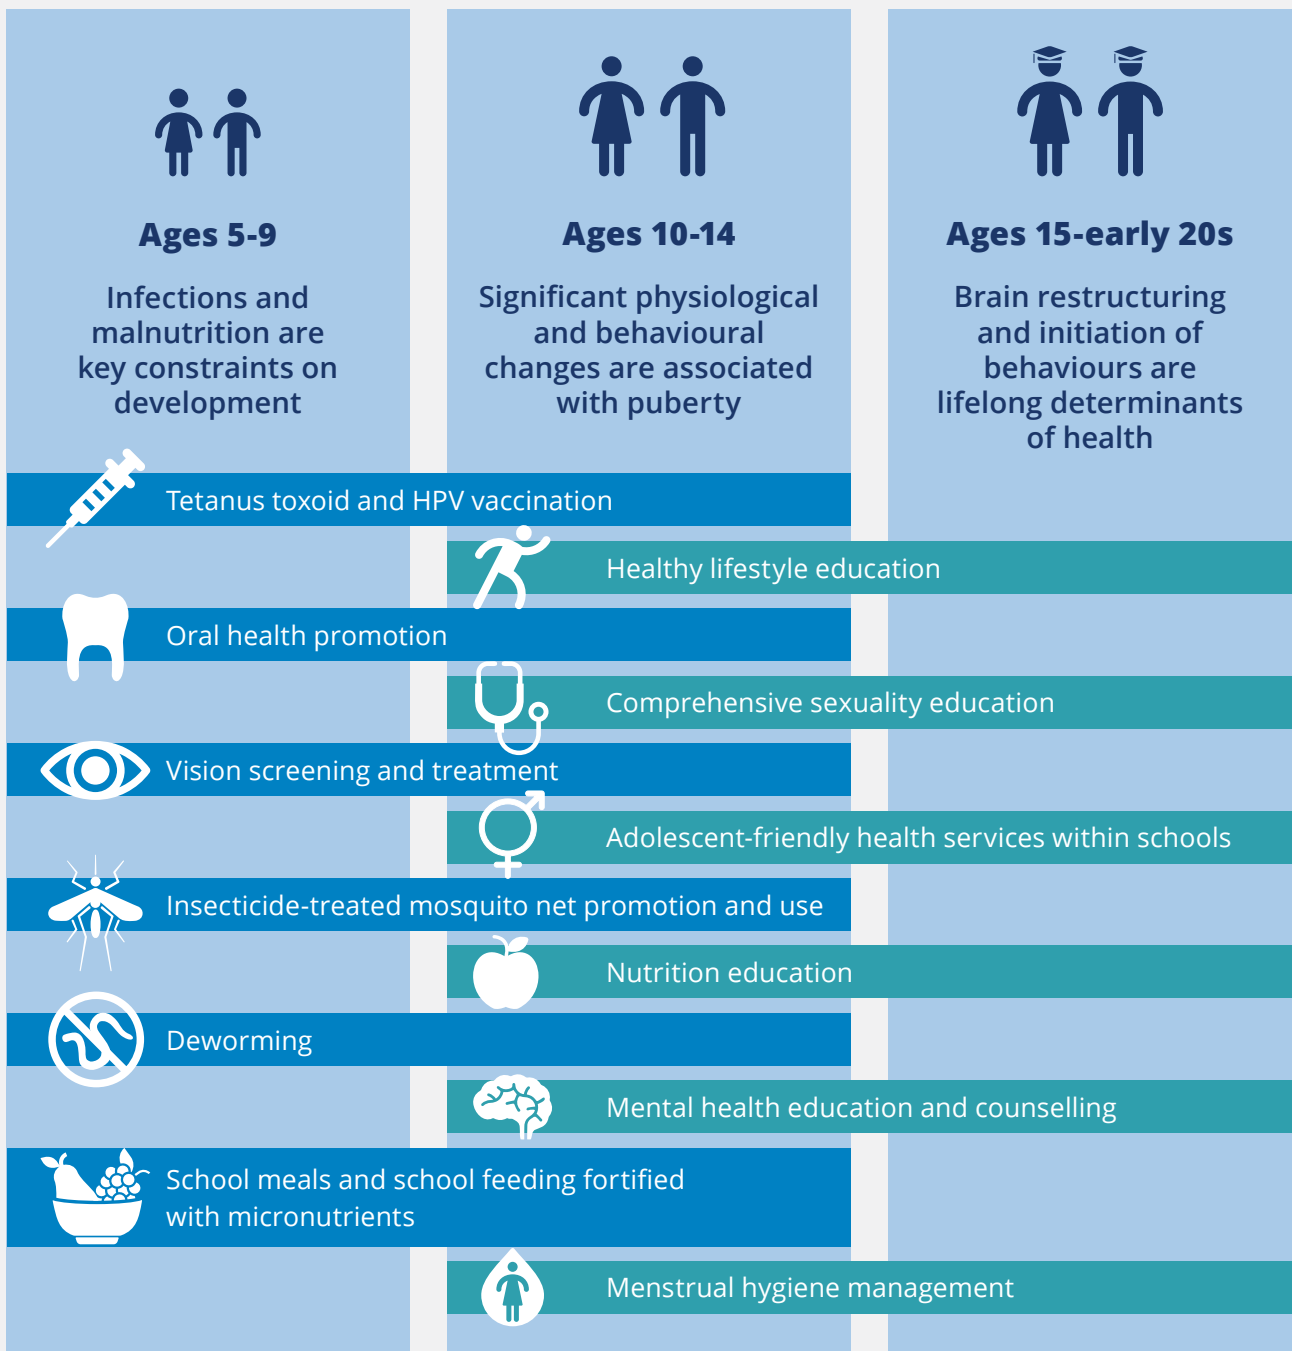 Ages 5-9
Infections and
malnutrition are
key constraints on
development
Ages 10-14
Significant physiological
and behavioural
changes are associated
with puberty
Ages 15-early 20s
Brain restructuring
and initiation of
behaviours are
lifelong determinants
of health
Tetanus toxoid and HPV vaccination
Healthy lifestyle education
Oral health promotion
Comprehensive sexuality education
Vision screening and treatment
Adolescent-friendly health services within schools
Insecticide-treated mosquito net promotion and use
Nutrition education
Deworming
Mental health education and counselling
School meals and school feeding fortified
with micronutrients
Menstrual hygiene management